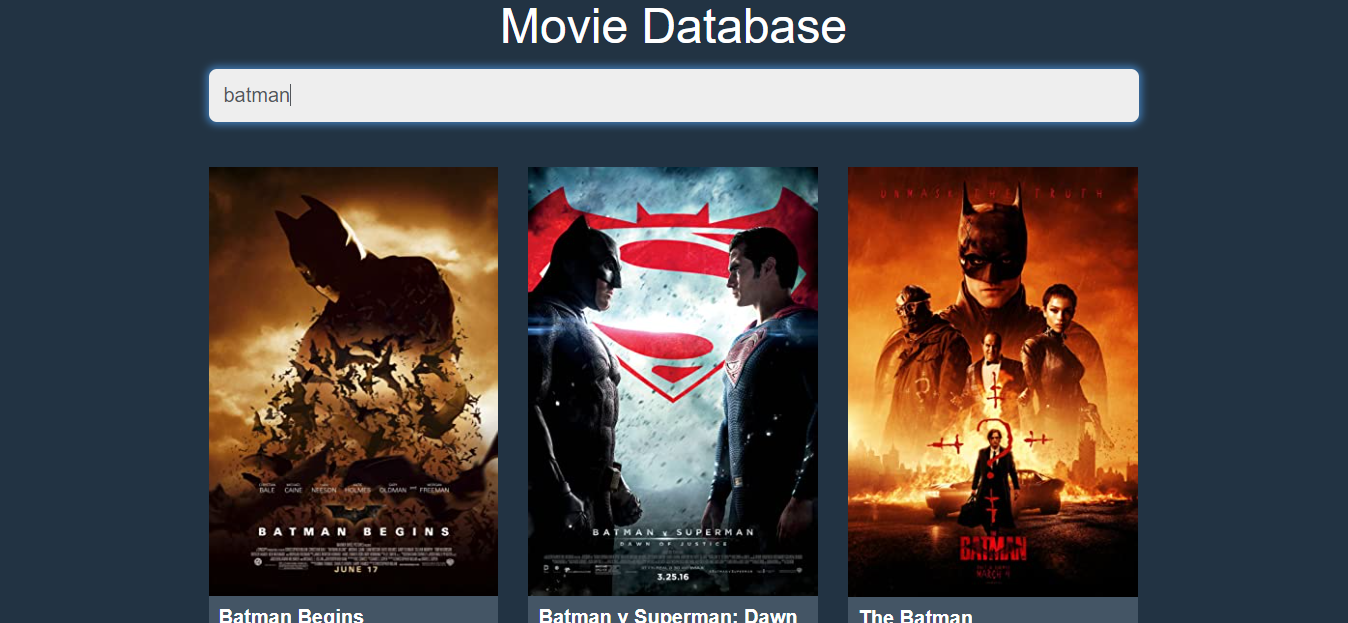 Movie Database
batman
UNMASK THE TRUTH
BALE CAINE NEESON HOLMES OLDMAN FREEMAN
BATMAN BEGINS
JUNE 17
BATMAN v SUPERMAN
DAWN OF JUSTICE
3.25.16
THE
BATMAN
MARCH 4
Batman Begins
Batman v Superman: Dawn
The Batman